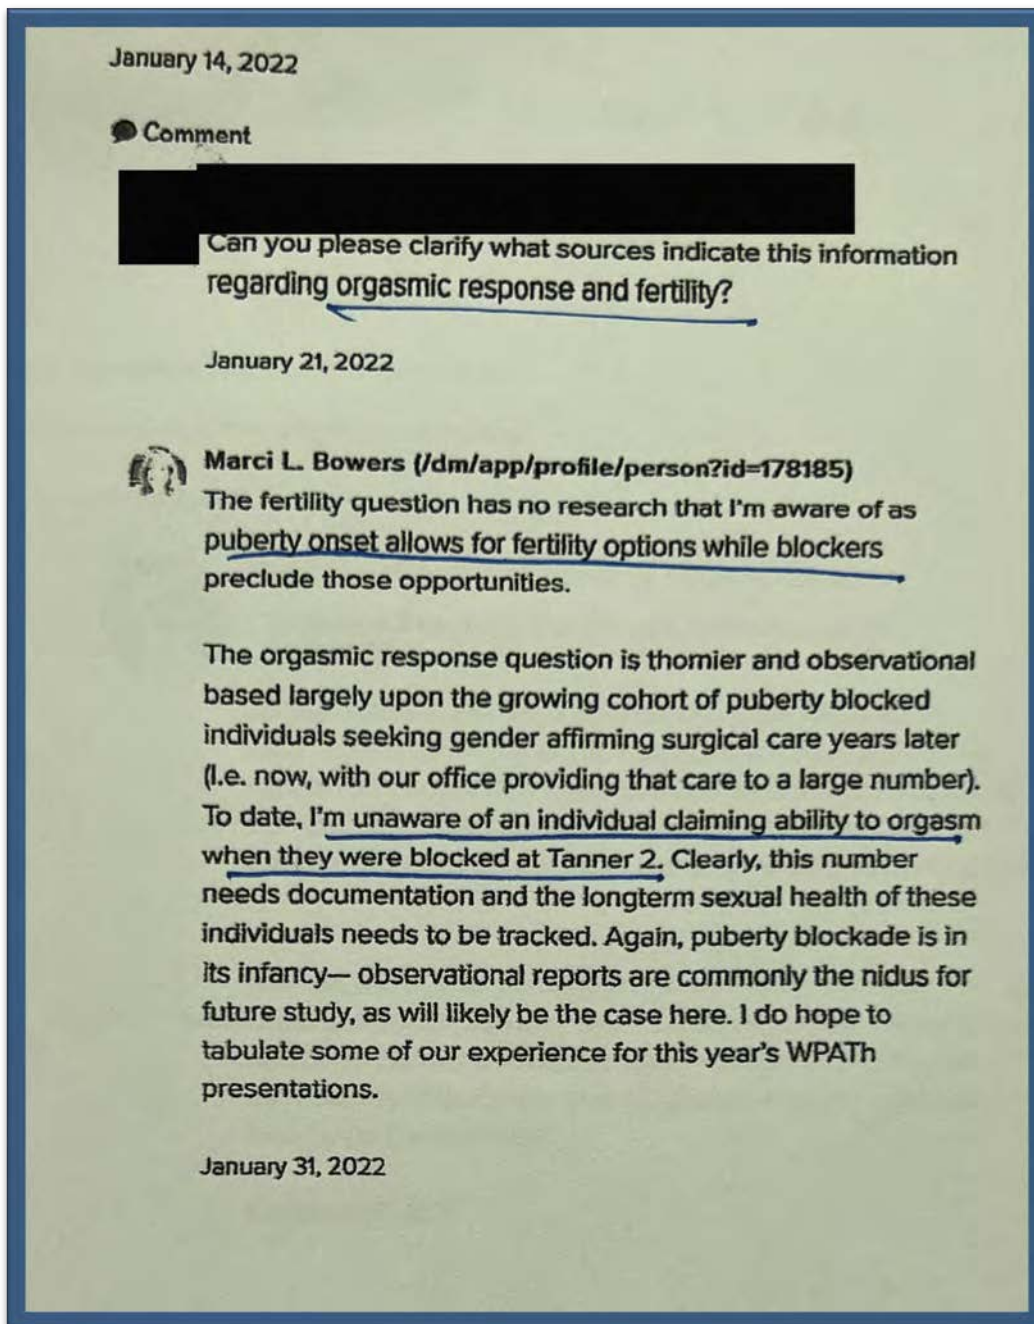 January 14, 2022
Comment
Can you please clarify what sources indicate this information
regarding orgasmic response and fertility?
January 21, 2022
Marci L. Bowers (/dm/app/profile/person?id=178185)
The fertility question has no research that I'm aware of as
puberty onset allows for fertility options while blockers
preclude those opportunities.
The orgasmic response question is thornier and observational
based largely upon the growing cohort of puberty blocked
individuals seeking gender affirming surgical care years later
(I.e. now, with our office providing that care to a large number).
To date, I'm unaware of an individual claiming ability to orgasm
when they were blocked at Tanner 2. Clearly, this number
needs documentation and the longterm sexual health of these
individuals needs to be tracked. Again, puberty blockade is in
its infancy— observational reports are commonly the nidus for
future study, as will likely be the case here. I do hope to
tabulate some of our experience for this year's WPATh
presentations.
January 31, 2022